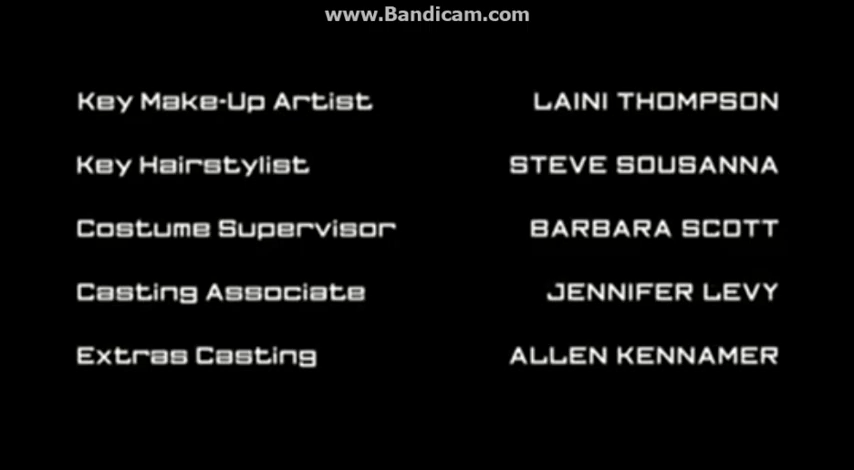 www.Bandicam.com
Key Make-Up Artist LAINI THOMPSON
Key Hairstylist STEVE SOUSANNA
Costume Supervisor BARBARA SCOTT
Casting Associate JENNIFER LEVY
Extras Casting ALLEN KENNAMER